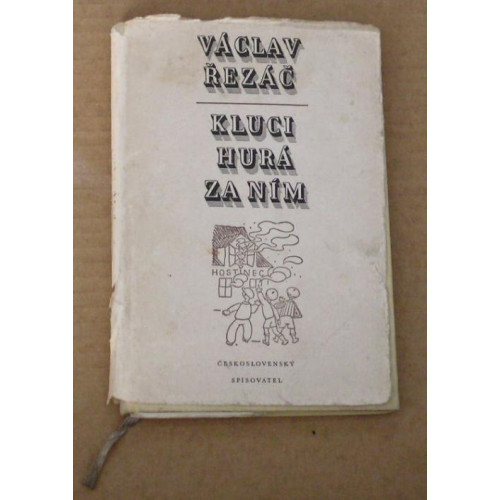 VÁCLAV
ŘEZÁČ
KLUCI
HURÁ
ZA NÍM
HOSTINEC
ČESKOSLOVENSKÝ
SPISOVATEL